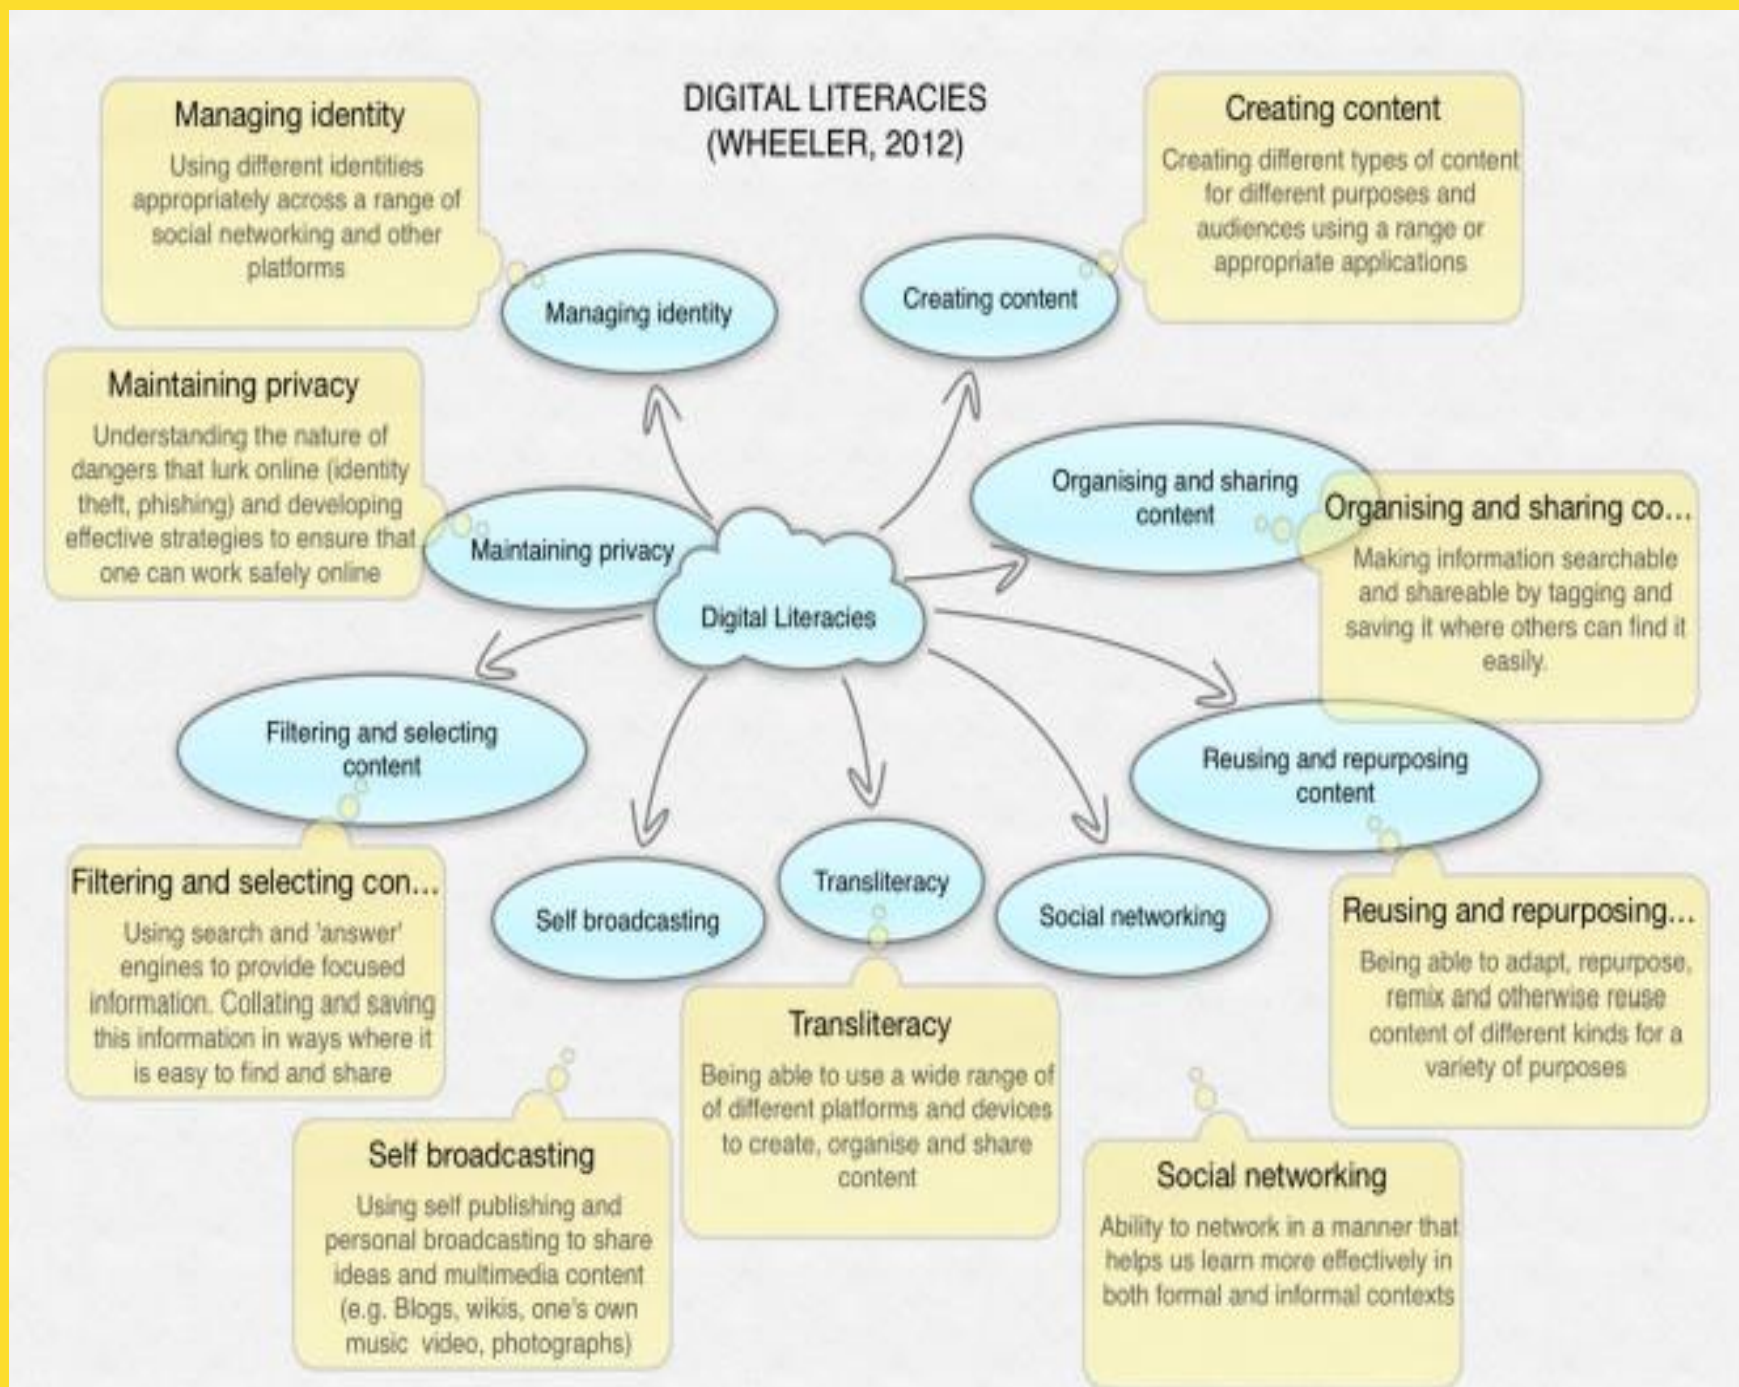 DIGITAL LITERACIES
(WHEELER, 2012)
Managing identity
Using different identities
appropriately across a range of
social networking and other
platforms
Managing identity
Creating content
Creating different types of content
for different purposes and
audiences using a range or
appropriate applications
Creating content
Maintaining privacy
Understanding the nature of
dangers that lurk online (identity
theft, phishing) and developing
effective strategies to ensure that
one can work safely online
Maintaining privacy
Organising and sharing
content
Organising and sharing co...
Making information searchable
and shareable by tagging and
saving it where others can find it
easily.
Digital Literacies
Filtering and selecting
content
Reusing and repurposing
content
Filtering and selecting con...
Using search and 'answer'
engines to provide focused
information. Collating and saving
this information in ways where it
is easy to find and share
Self broadcasting
Transliteracy
Social networking
Reusing and repurposing...
Being able to adapt, repurpose,
remix and otherwise reuse
content of different kinds for a
variety of purposes
Transliteracy
Being able to use a wide range of
of different platforms and devices
to create, organise and share
content
Self broadcasting
Using self publishing and
personal broadcasting to share
ideas and multimedia content
(e.g. Blogs, wikis, one's own
music video, photographs)
Social networking
Ability to network in a manner that
helps us learn more effectively in
both formal and informal contexts